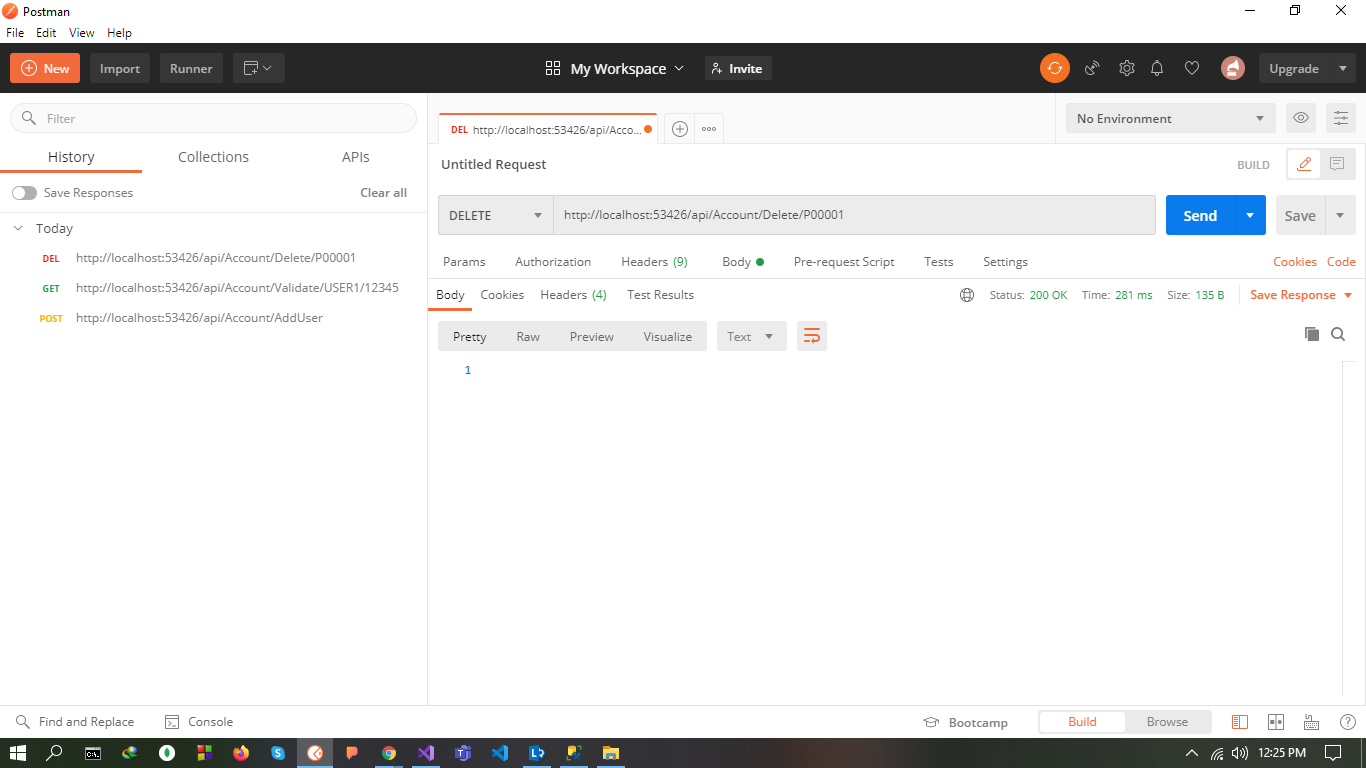 Postman
File Edit View Help
New Import Runner My Workspace Invite Upgrade
Filter
History Collections APIs
Save Responses Clear all
Today
DEL http://localhost:53426/api/Account/Delete/P00001
GET http://localhost:53426/api/Account/Validate/USER1/12345
POST http://localhost:53426/api/Account/AddUser
DEL http://localhost:53426/api/Acco...
No Environment
Untitled Request BUILD
DELETE http://localhost:53426/api/Account/Delete/P00001 Send Save
Params Authorization Headers (9) Body Pre-request Script Tests Settings Cookies Code
Body Cookies Headers (4) Test Results Status: 200 OK Time: 281 ms Size: 135 B Save Response
Pretty Raw Preview Visualize Text
1
Find and Replace Console Bootcamp Build Browse
12:25 PM